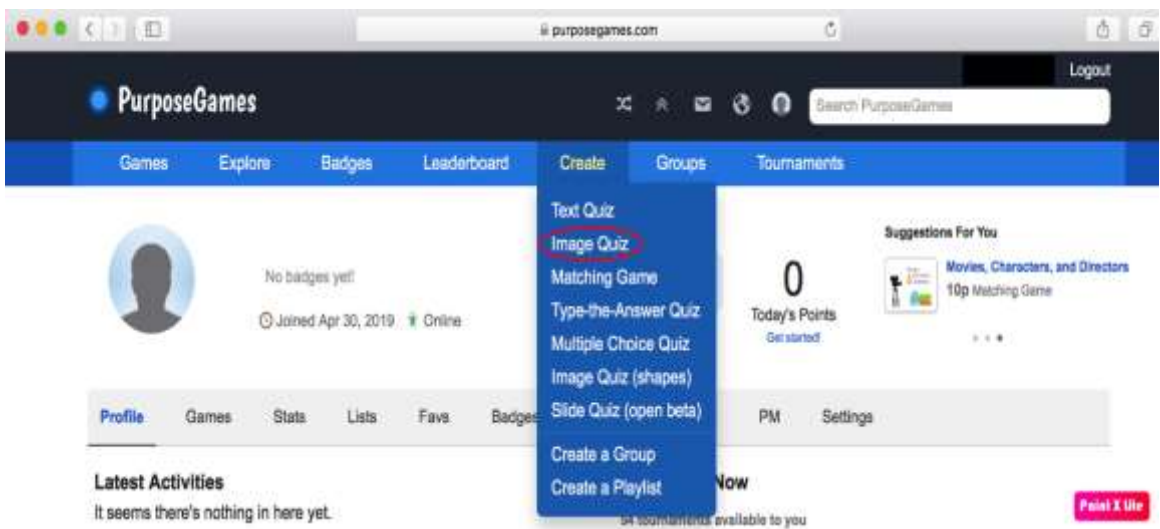 purposegames.com
Logout
PurposeGames
Search PurposeGames
Games Explore Badges Leaderboard Create Groups Tournaments
Text Quiz
Image Quiz
Matching Game
Type-the-Answer Quiz
Multiple Choice Quiz
Image Quiz (shapes)
Slide Quiz (open beta)
Create a Group
Create a Playlist
No badges yet!
Joined Apr 30, 2019 Online
0
Today's Points
Get started!
Suggestions For You
Movies, Characters, and Directors
10p Matching Game
Profile Games Stats Lists Favs Badges PM Settings
Latest Activities
It seems there's nothing in here yet.
Now
54 tournaments available to you
Paint X Lite